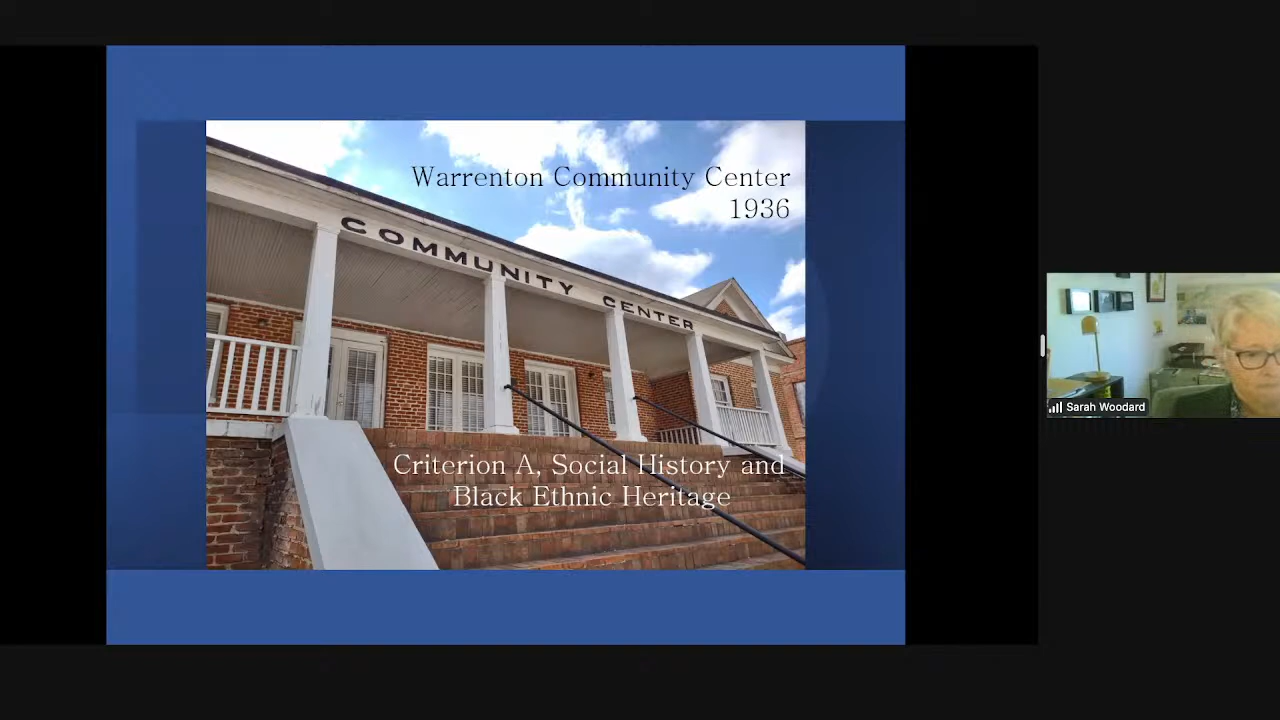 Warrenton Community Center
1936
COMMUNITY CENTER
Criterion A, Social History and
Black Ethnic Heritage
Sarah Woodard